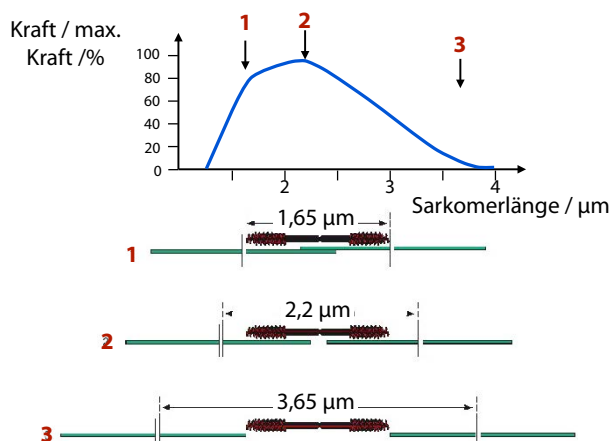 Kraft / max.
Kraft /%
1
2
3
100
80
60
40
20
0
2
3
4
Sarkomerlänge / µm
1,65 µm
1
2,2 µm
2
3,65 µm
3